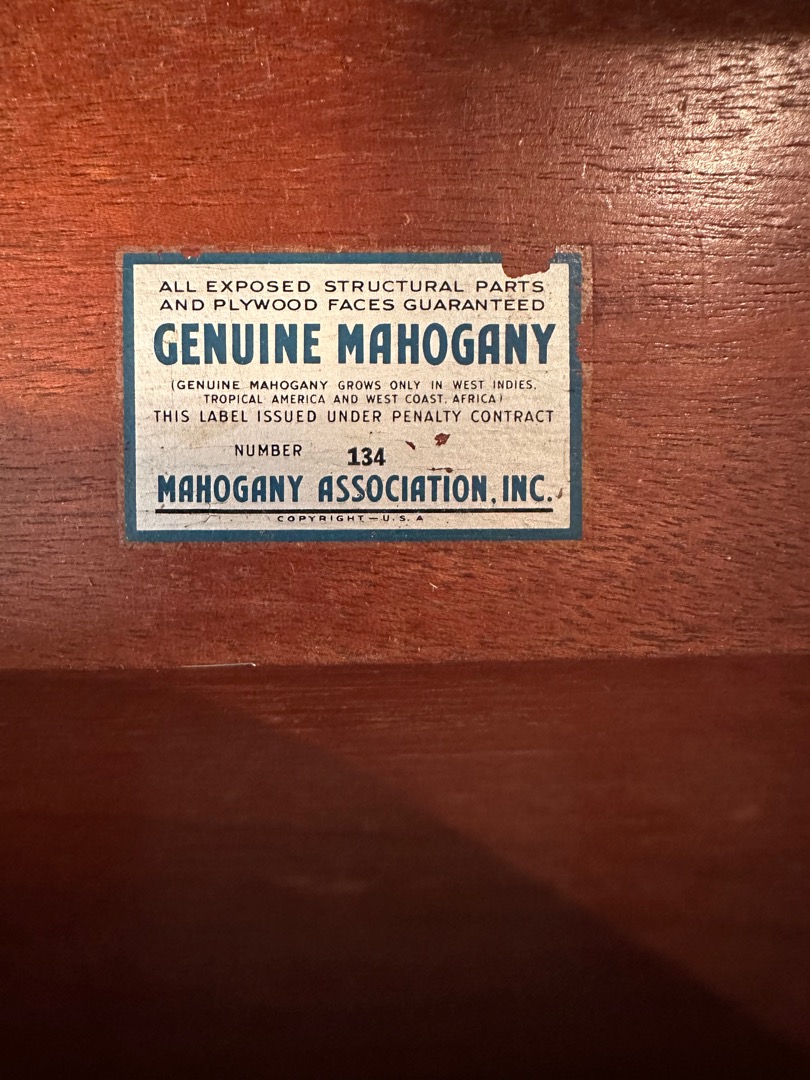 ALL EXPOSED STRUCTURAL PARTS
AND PLYWOOD FACES GUARANTEED
GENUINE MAHOGANY
(GENUINE MAHOGANY GROWS ONLY IN WEST INDIES,
TROPICAL AMERICA AND WEST COAST, AFRICA)
THIS LABEL ISSUED UNDER PENALTY CONTRACT
NUMBER 134
MAHOGANY ASSOCIATION, INC.
COPYRIGHT—U.S.A